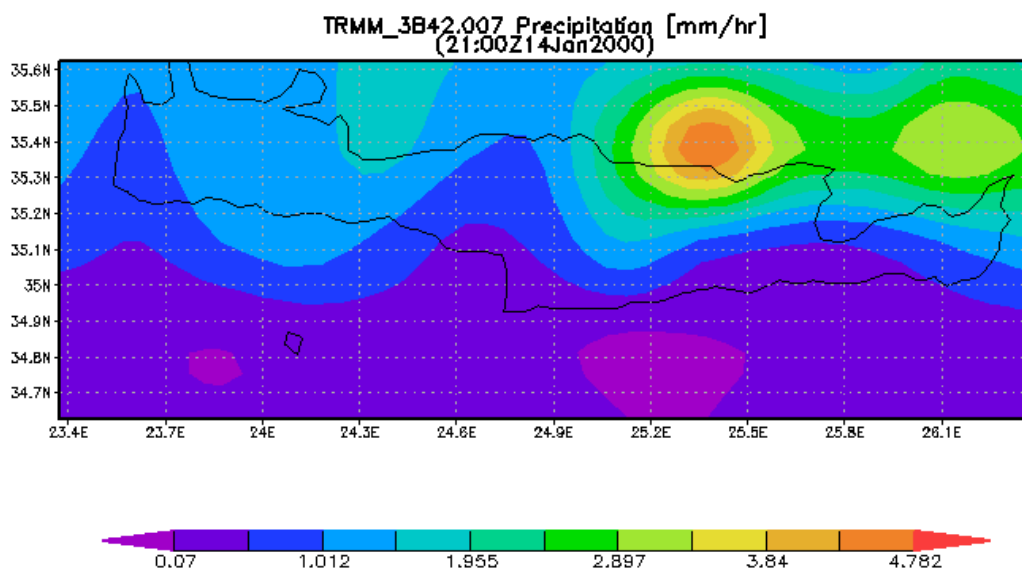 TRMM_3B42.007 Precipitation [mm/hr]
(21:00Z14Jan2000)
35.6N
35.5N
35.4N
35.3N
35.2N
35.1N
35N
34.9N
34.8N
34.7N
23.4E 23.7E 24E 24.3E 24.6E 24.9E 25.2E 25.5E 25.8E 26.1E
0.07 1.012 1.955 2.897 3.84 4.782